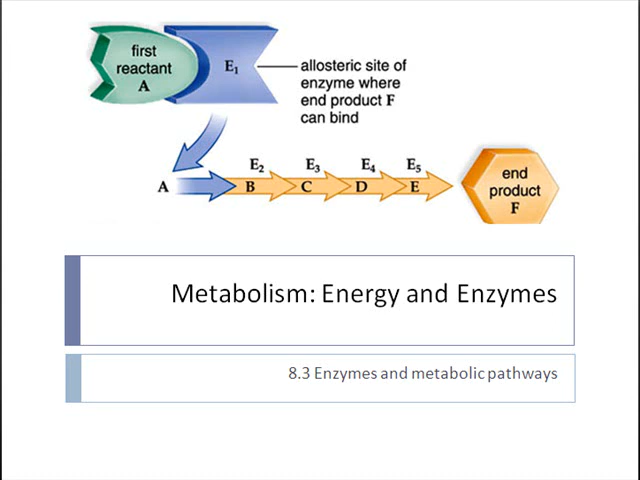 first
reactant
A
E1
allosteric site of
enzyme where
end product F
can bind
E2 E3 E4 E5
A B C D E
end
product
F
Metabolism: Energy and Enzymes
8.3 Enzymes and metabolic pathways